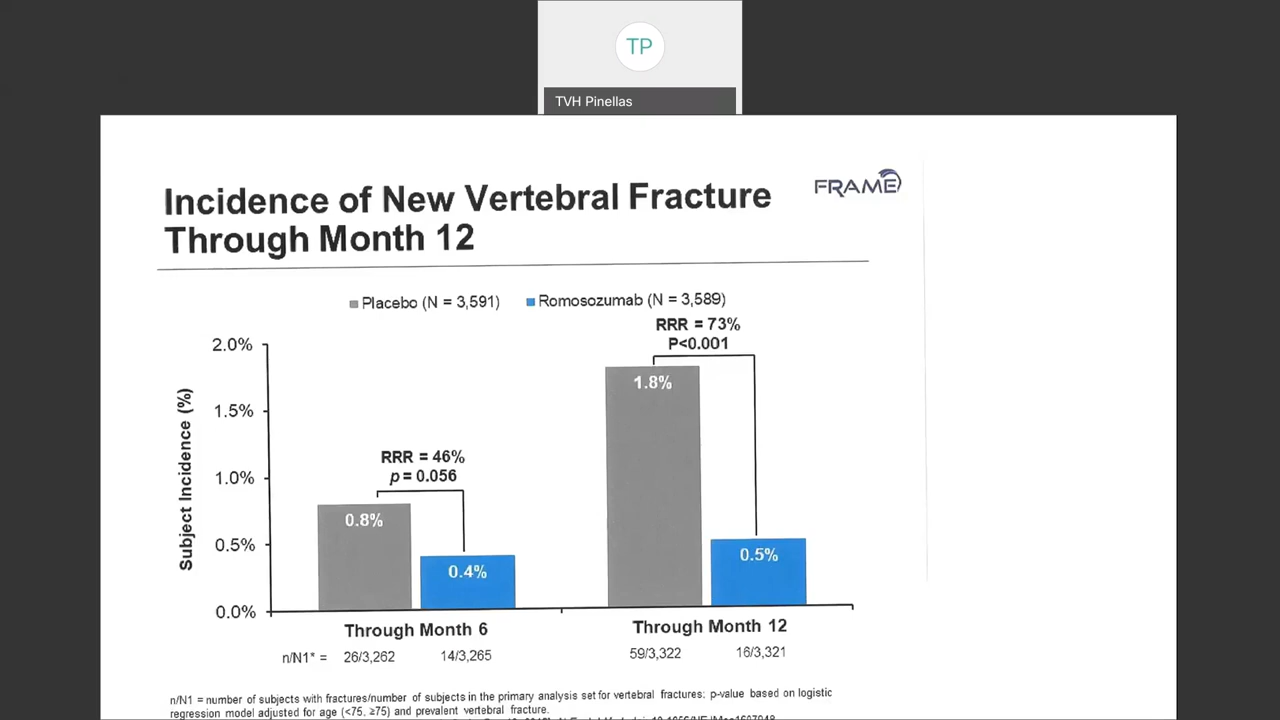 TP
TVH Pinellas
FRAME
Incidence of New Vertebral Fracture
Through Month 12
Placebo (N = 3,591) Romosozumab (N = 3,589)
RRR = 73%
P<0.001
2.0%
1.8%
1.5%
Subject Incidence (%)
RRR = 46%
p = 0.056
1.0%
0.8%
0.5%
0.4%
0.5%
0.0%
Through Month 6 Through Month 12
n/N1* = 26/3,262 14/3,265 59/3,322 16/3,321
n/N1 = number of subjects with fractures/number of subjects in the primary analysis set for vertebral fractures; p-value based on logistic
regression model adjusted for age (<75, ≥75) and prevalent vertebral fracture.